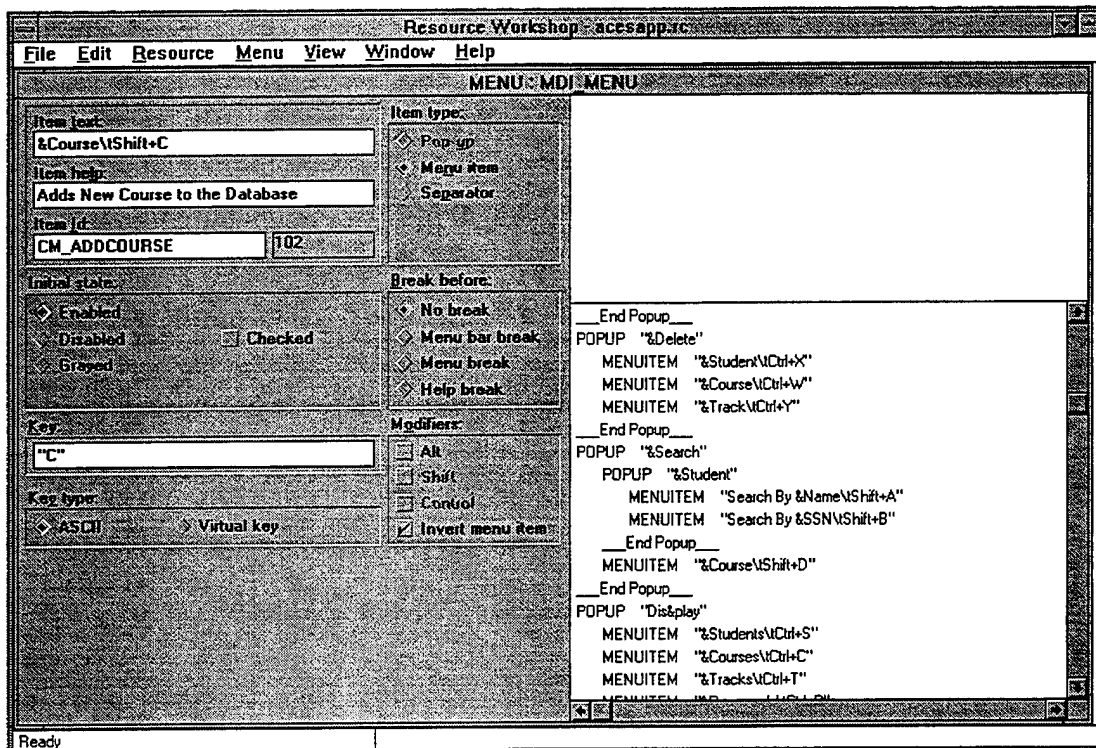 Resource Workshop - acesapp.rc
File Edit Resource Menu View Window Help
MENU : MDI_MENU
Item text:
&Course\tShift+C
Item help:
Adds New Course to the Database
Item Id:
CM_ADDCOURSE
102
Initial state:
Enabled
Disabled
Checked
Grayed
Key:
"C"
Key type:
ASCII
Virtual key
Item type:
Pop-up
Menu item
Separator
Break before:
No break
Menu bar break
Menu break
Help break
Modifiers:
Alt
Shift
Control
Invert menu item
__End Popup__
POPUP "&Delete"
MENUITEM "&Student\tCtrl+X"
MENUITEM "&Course\tCtrl+W"
MENUITEM "&Track\tCtrl+Y"
__End Popup__
POPUP "&Search"
POPUP "&Student"
MENUITEM "Search By &Name\tShift+A"
MENUITEM "Search By &SSN\tShift+B"
__End Popup__
MENUITEM "&Course\tShift+D"
__End Popup__
POPUP "Dis&play"
MENUITEM "&Students\tCtrl+S"
MENUITEM "&Courses\tCtrl+C"
MENUITEM "&Tracks\tCtrl+T"
MENUITEM
Ready